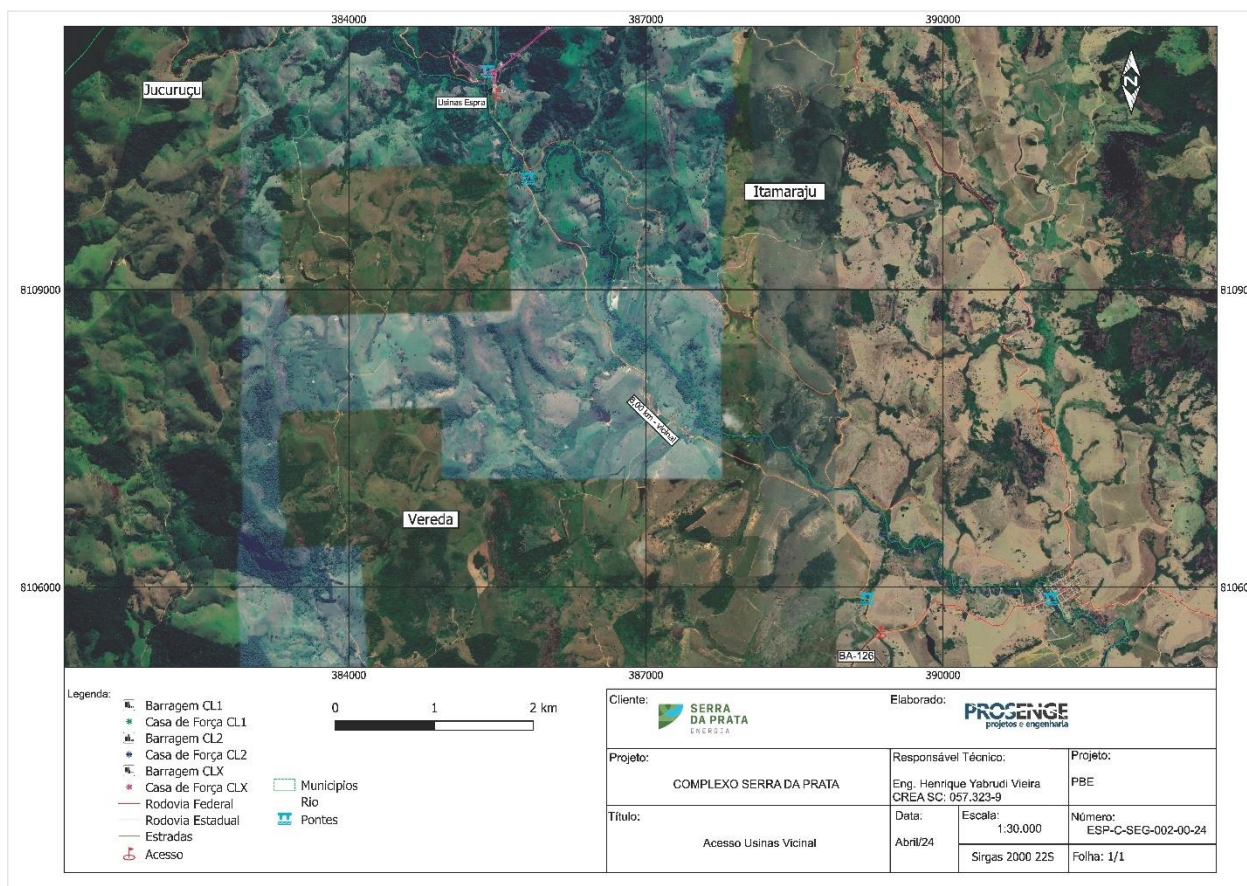 384000 387000 390000
Jucuruçu
Usinas Espra
Itamaraju
N
8109000 81090
8,00 km - vicinal
Vereda
8106000 81060
BA-126
384000 387000 390000
Legenda:
Barragem CL1
Casa de Força CL1
Barragem CL2
Casa de Força CL2
Barragem CLX
Casa de Força CLX
Rodovia Federal
Rodovia Estadual
Estradas
Acesso
Municipios
Rio
Pontes
0 1 2 km
Cliente:
SERRA
DA PRATA
ENERGIA
Elaborado:
PROSENGE
projetos e engenharia
Projeto:
COMPLEXO SERRA DA PRATA
Responsável Técnico:
Eng. Henrique Yabrudi Vieira
CREA SC: 057.323-9
Projeto:
PBE
Título:
Acesso Usinas Vicinal
Data:
Abril/24
Escala:
1:30.000
Sirgas 2000 22S
Número:
ESP-C-SEG-002-00-24
Folha: 1/1